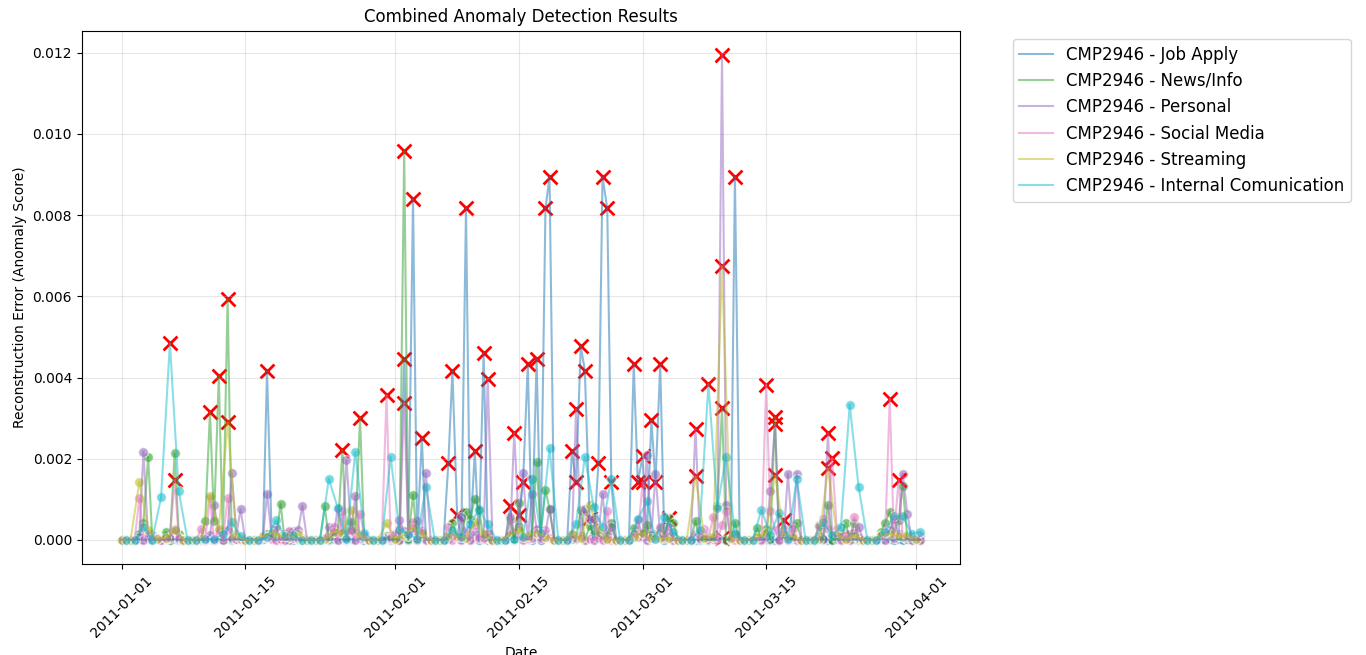 Combined Anomaly Detection Results
Reconstruction Error (Anomaly Score)
0.012
0.010
0.008
0.006
0.004
0.002
0.000
2011-01-01
2011-01-15
2011-02-01
2011-02-15
2011-03-01
2011-03-15
2011-04-01
Date
CMP2946 - Job Apply
CMP2946 - News/Info
CMP2946 - Personal
CMP2946 - Social Media
CMP2946 - Streaming
CMP2946 - Internal Comunication